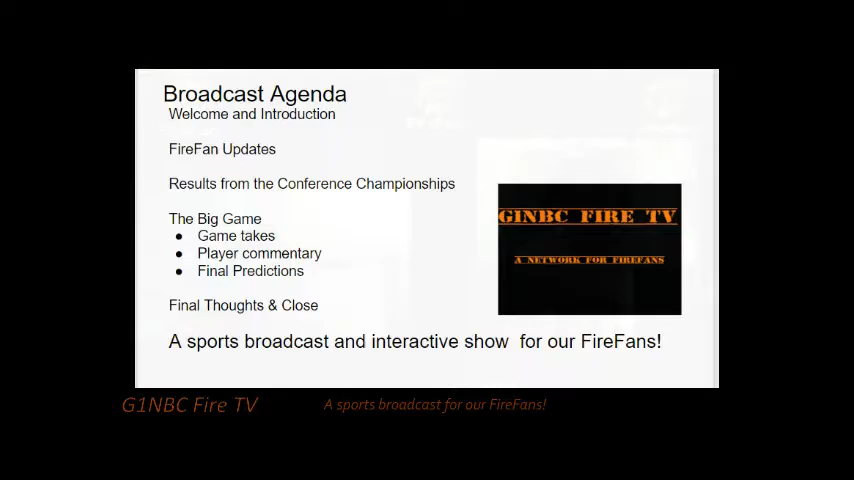 Broadcast Agenda
Welcome and Introduction
FireFan Updates
Results from the Conference Championships
The Big Game
● Game takes
● Player commentary
● Final Predictions
Final Thoughts & Close
G1NBC FIRE TV
A NETWORK FOR FIREFANS
A sports broadcast and interactive show for our FireFans!
G1NBC Fire TV
A sports broadcast for our FireFans!